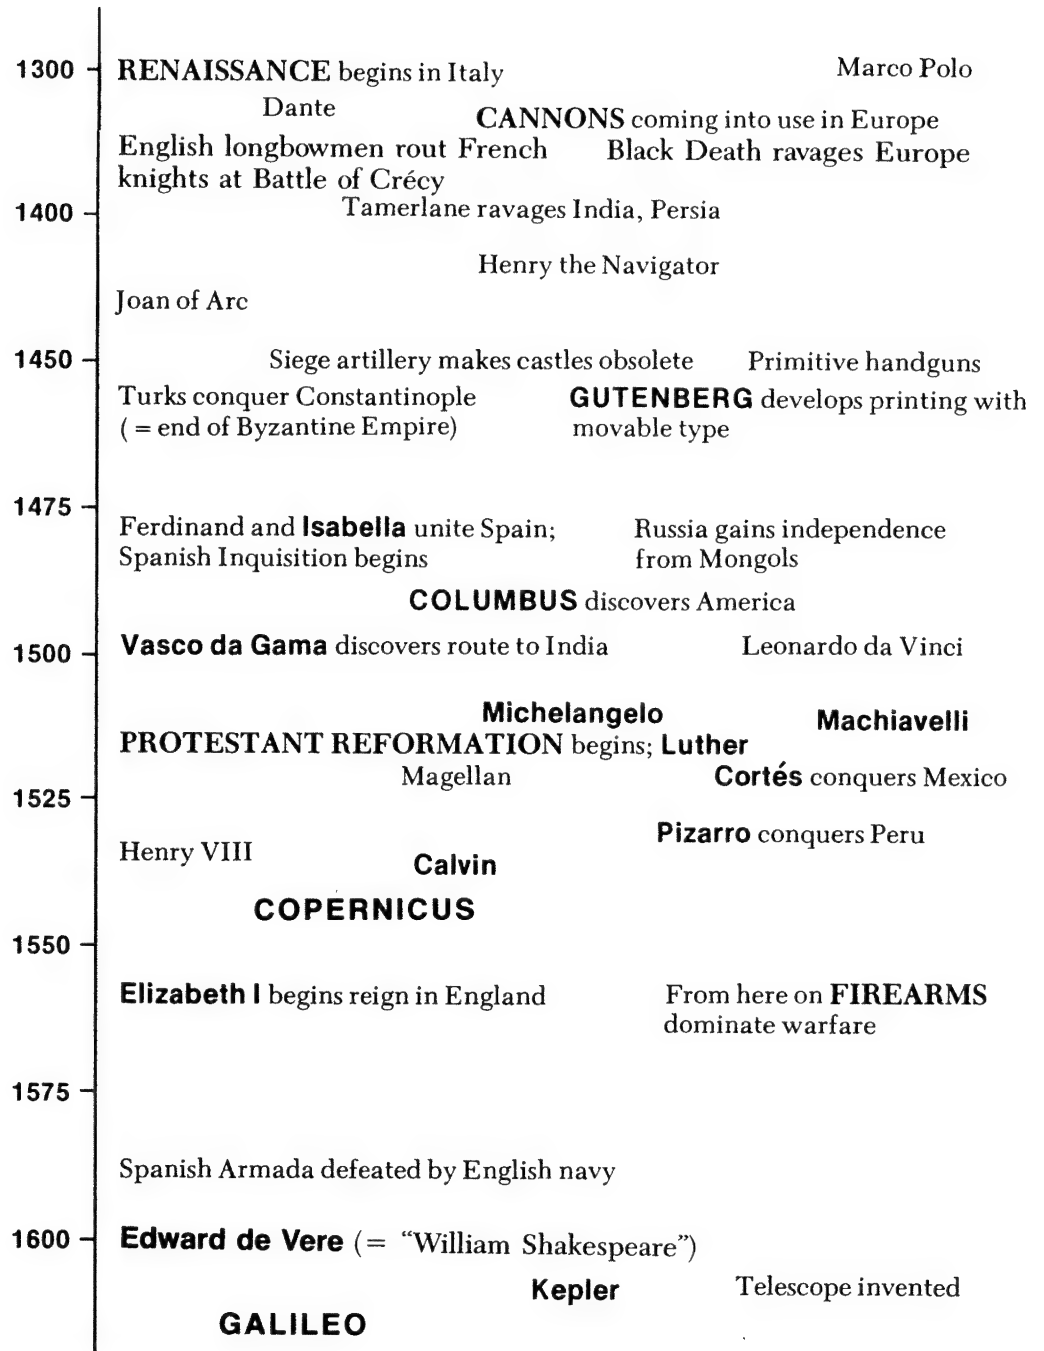 1300 RENAISSANCE begins in Italy Marco Polo
Dante
CANNONS coming into use in Europe
English longbowmen rout French Black Death ravages Europe
knights at Battle of Crécy
1400 Tamerlane ravages India, Persia
Henry the Navigator
Joan of Arc
1450 Siege artillery makes castles obsolete Primitive handguns
Turks conquer Constantinople GUTENBERG develops printing with
( = end of Byzantine Empire) movable type
1475
Ferdinand and Isabella unite Spain; Russia gains independence
Spanish Inquisition begins from Mongols
COLUMBUS discovers America
1500 Vasco da Gama discovers route to India Leonardo da Vinci
Michelangelo Machiavelli
PROTESTANT REFORMATION begins; Luther
Magellan Cortés conquers Mexico
1525
Pizarro conquers Peru
Henry VIII Calvin
COPERNICUS
1550
Elizabeth I begins reign in England From here on FIREARMS
dominate warfare
1575
Spanish Armada defeated by English navy
1600 Edward de Vere (= “William Shakespeare”)
Kepler Telescope invented
GALILEO